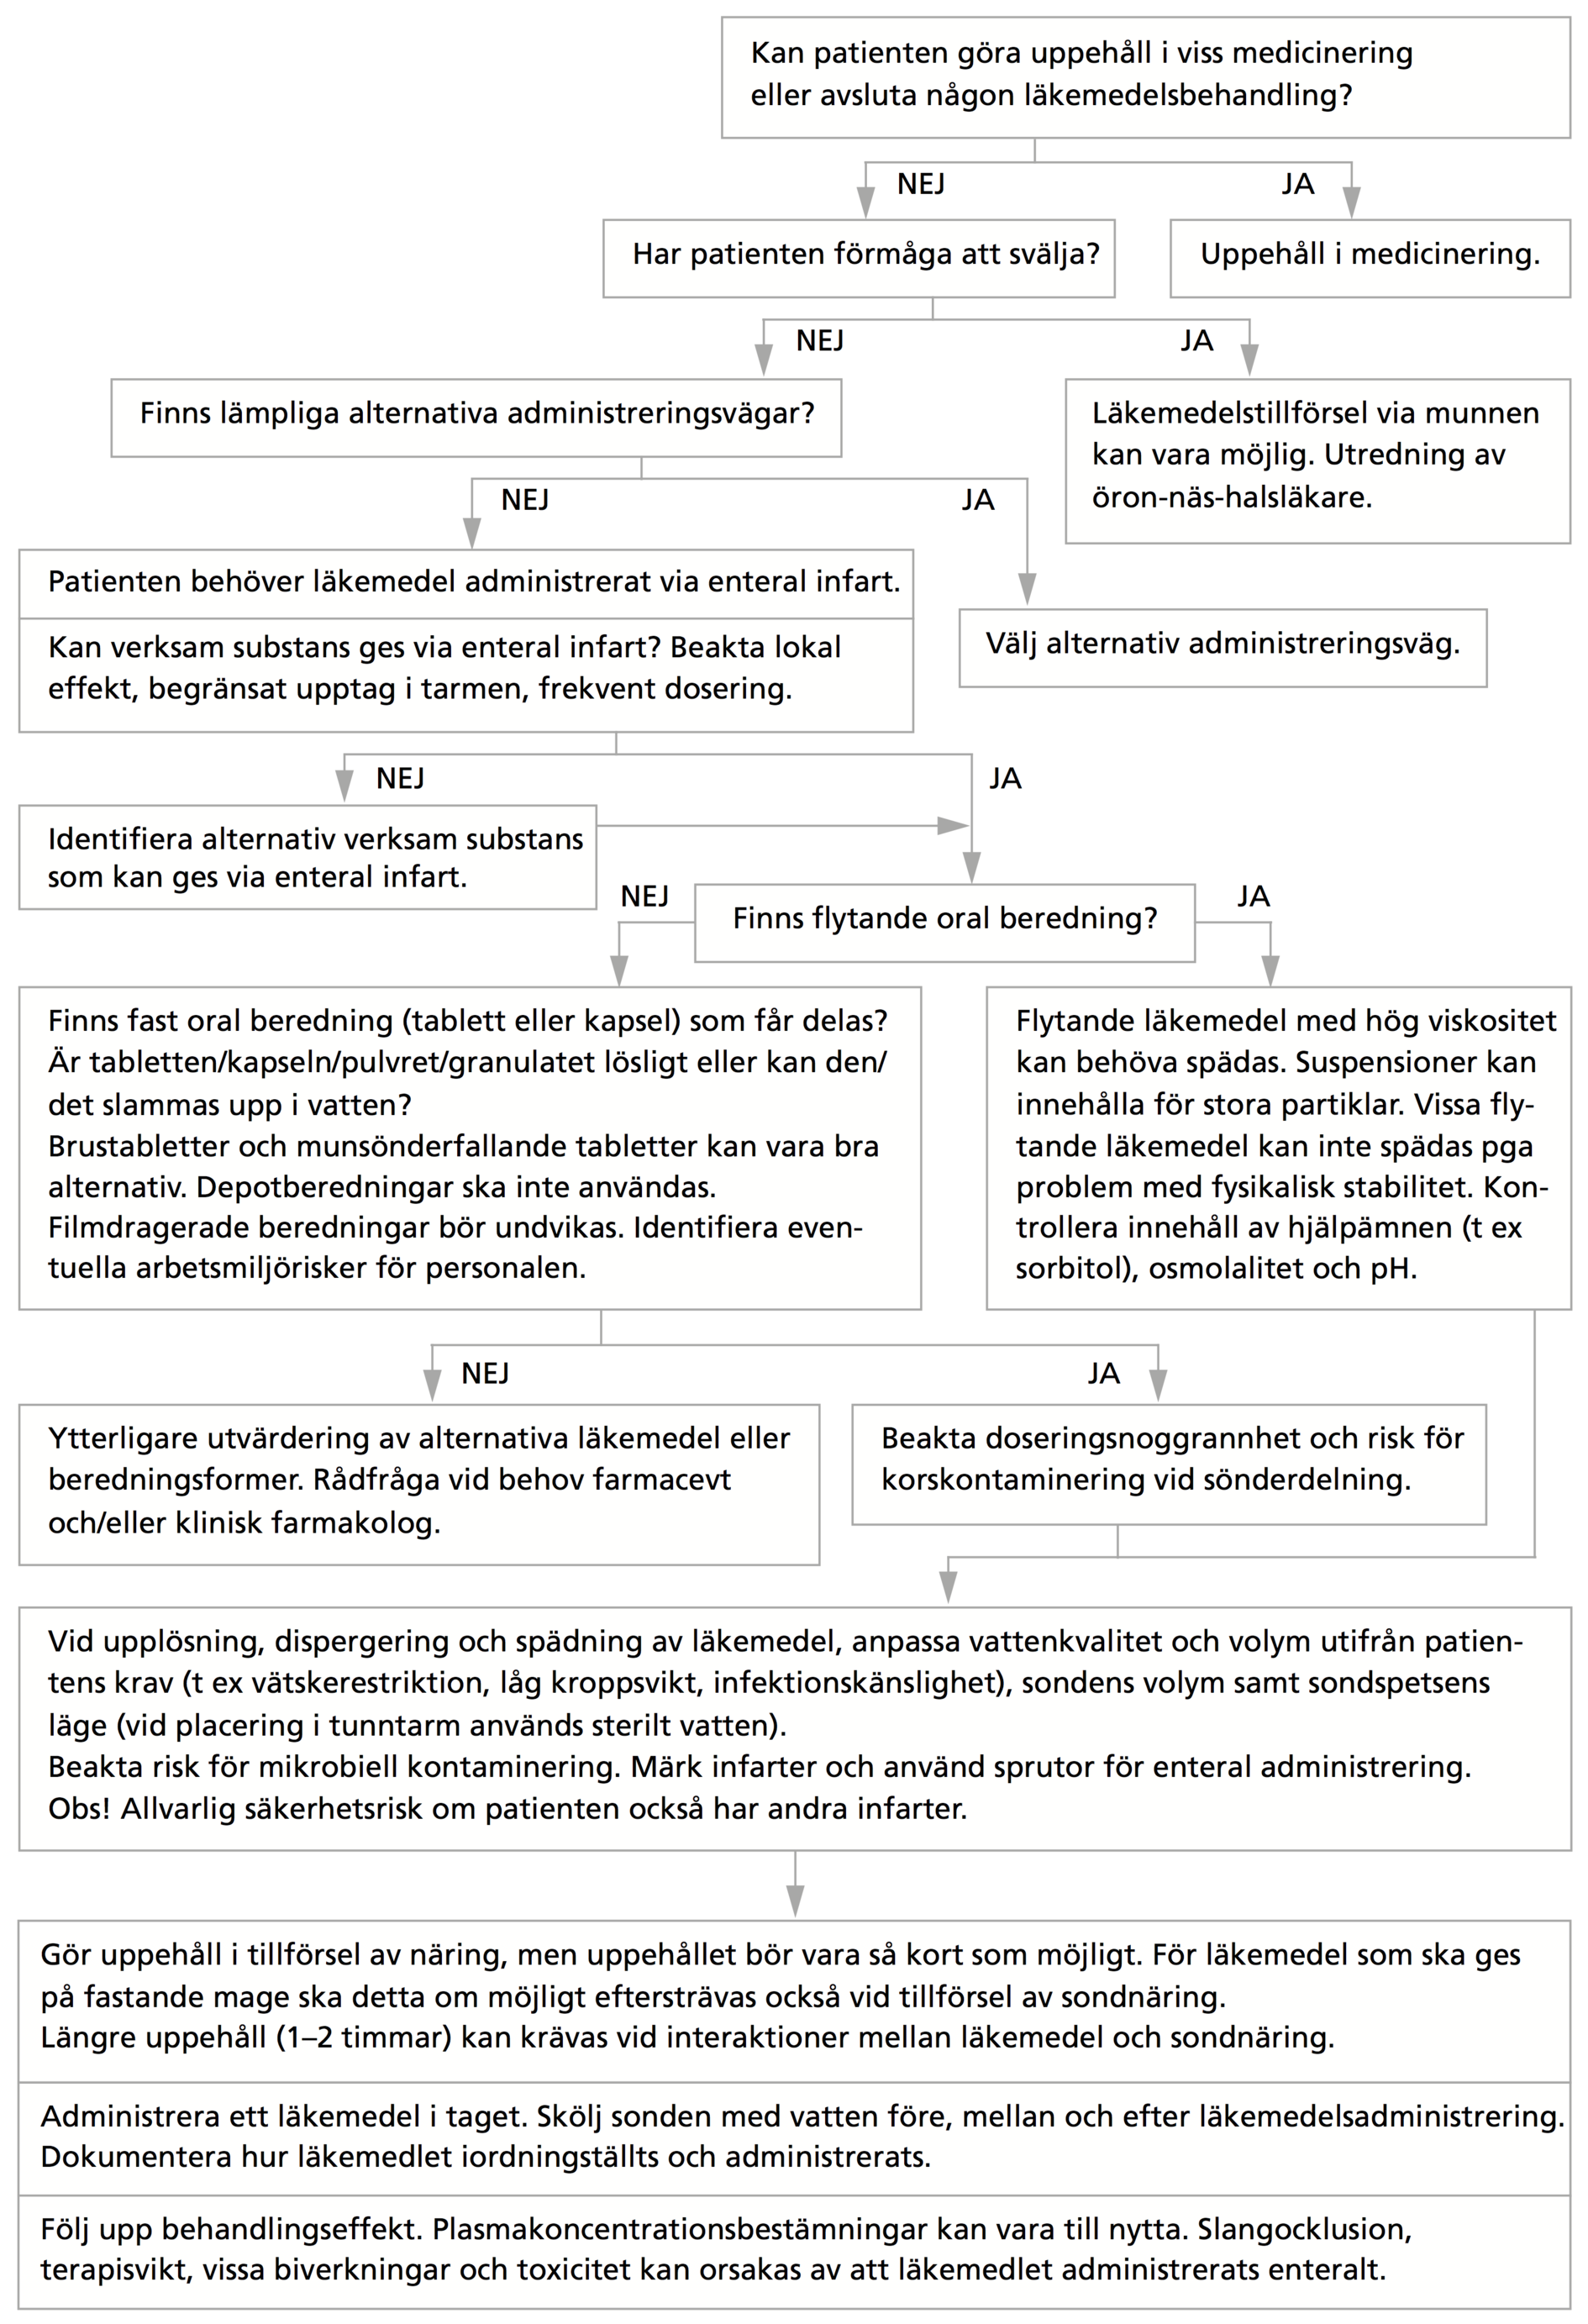 Kan patienten göra uppehåll i viss medicinering
eller avsluta någon läkemedelsbehandling?
NEJ
JA
Har patienten förmåga att svälja?
Uppehåll i medicinering.
NEJ
JA
Finns lämpliga alternativa administreringsvägar?
Läkemedelstillförsel via munnen
kan vara möjlig. Utredning av
öron-näs-halsläkare.
NEJ
JA
Patienten behöver läkemedel administrerat via enteral infart.
Kan verksam substans ges via enteral infart? Beakta lokal
effekt, begränsat upptag i tarmen, frekvent dosering.
Välj alternativ administreringsväg.
NEJ
JA
Identifiera alternativ verksam substans
som kan ges via enteral infart.
NEJ
Finns flytande oral beredning?
JA
Finns fast oral beredning (tablett eller kapsel) som får delas?
Är tabletten/kapseln/pulvret/granulatet lösligt eller kan den/
det slammas upp i vatten?
Brustabletter och munsönderfallande tabletter kan vara bra
alternativ. Depotberedningar ska inte användas.
Filmdragerade beredningar bör undvikas. Identifiera even-
tuella arbetsmiljörisker för personalen.
Flytande läkemedel med hög viskositet
kan behöva spädas. Suspensioner kan
innehålla för stora partiklar. Vissa fly-
tande läkemedel kan inte spädas pga
problem med fysikalisk stabilitet. Kon-
trollera innehåll av hjälpämnen (t ex
sorbitol), osmolalitet och pH.
NEJ
JA
Ytterligare utvärdering av alternativa läkemedel eller
beredningsformer. Rådfråga vid behov farmacevt
och/eller klinisk farmakolog.
Beakta doseringsnoggrannhet och risk för
korskontaminering vid sönderdelning.
Vid upplösning, dispergering och spädning av läkemedel, anpassa vattenkvalitet och volym utifrån patien-
tens krav (t ex vätskerestriktion, låg kroppsvikt, infektionskänslighet), sondens volym samt sondspetsens
läge (vid placering i tunntarm används sterilt vatten).
Beakta risk för mikrobiell kontaminering. Märk infarter och använd sprutor för enteral administrering.
Obs! Allvarlig säkerhetsrisk om patienten också har andra infarter.
Gör uppehåll i tillförsel av näring, men uppehållet bör vara så kort som möjligt. För läkemedel som ska ges
på fastande mage ska detta om möjligt eftersträvas också vid tillförsel av sondnäring.
Längre uppehåll (1–2 timmar) kan krävas vid interaktioner mellan läkemedel och sondnäring.
Administrera ett läkemedel i taget. Skölj sonden med vatten före, mellan och efter läkemedelsadministrering.
Dokumentera hur läkemedlet iordningställts och administrerats.
Följ upp behandlingseffekt. Plasmakoncentrationsbestämningar kan vara till nytta. Slangocklusion,
terapisvikt, vissa biverkningar och toxicitet kan orsakas av att läkemedlet administrerats enteralt.